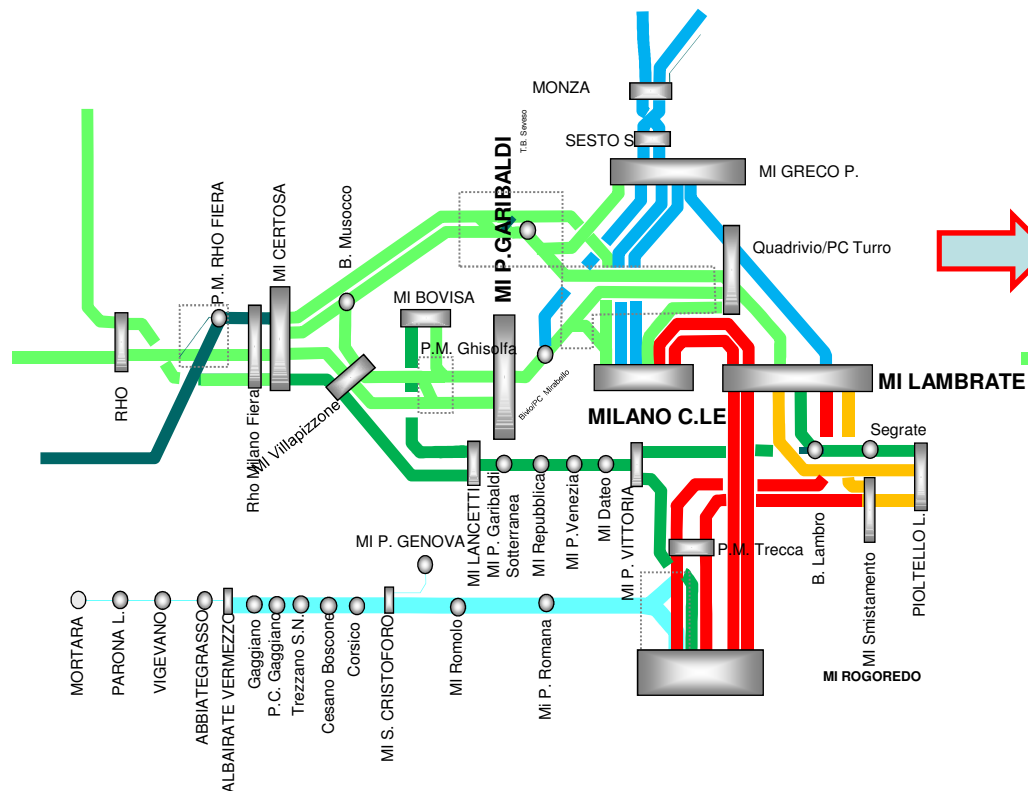 MONZA
SESTO S
MI GRECO P.
T.B. Seveso
MI P.GARIBALDI
Quadrivio/PC Turro
P.M. RHO FIERA
MI CERTOSA
B. Musocco
MI BOVISA
P.M. Ghisolfa
RHO
Rho Milano Fiera
MI Villapizzone
Bivio/PC Mirabello
MILANO C.LE
MI LAMBRATE
Segrate
MI LANCETTI
MI P. Garibaldi
Sotterranea
MI Repubblica
MI P.Venezia
MI Dateo
MI P. VITTORIA
P.M. Trecca
B. Lambro
MI Smistamento
PIOLTELLO L.
MI P. GENOVA
MORTARA
PARONA L.
VIGEVANO
ABBIATEGRASSO
ALBAIRATE VERMEZZO
Gaggiano
P.C. Gaggiano
Trezzano S.N.
Cesano Boscone
Corsico
MI S. CRISTOFORO
MI Romolo
Mi P. Romana
MI ROGOREDO